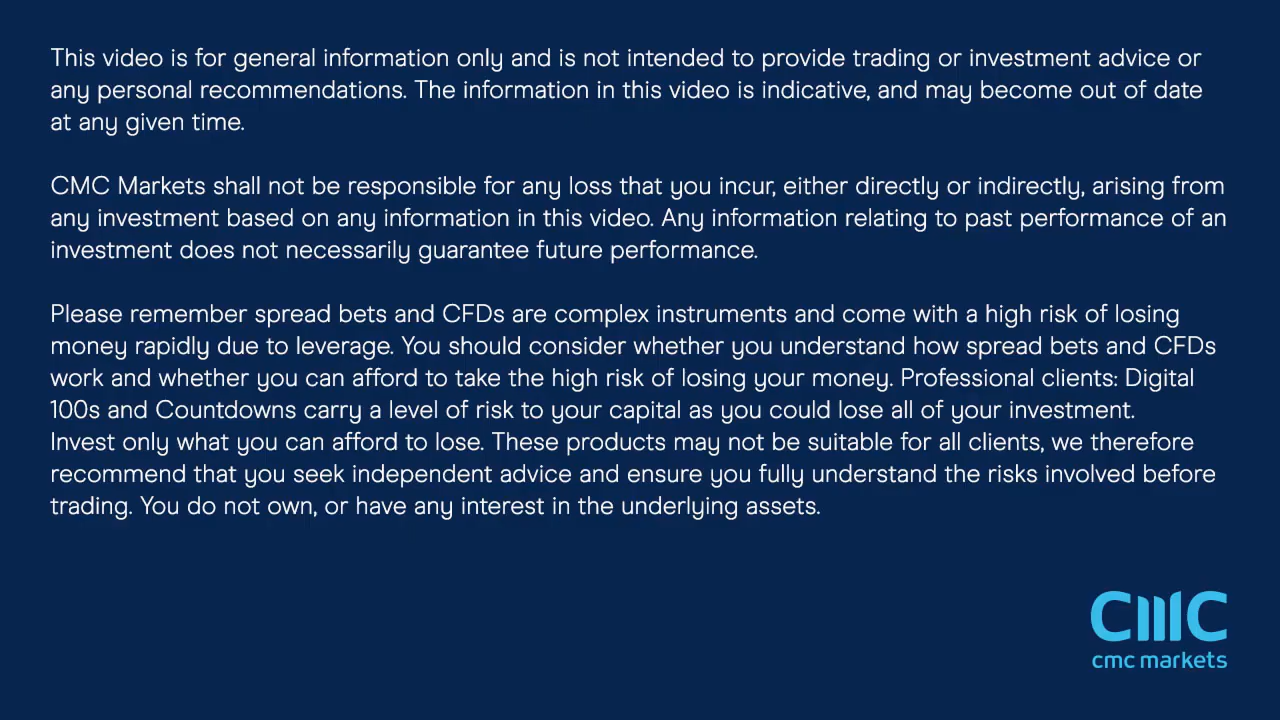 This video is for general information only and is not intended to provide trading or investment advice or
any personal recommendations. The information in this video is indicative, and may become out of date
at any given time.
CMC Markets shall not be responsible for any loss that you incur, either directly or indirectly, arising from
any investment based on any information in this video. Any information relating to past performance of an
investment does not necessarily guarantee future performance.
Please remember spread bets and CFDs are complex instruments and come with a high risk of losing
money rapidly due to leverage. You should consider whether you understand how spread bets and CFDs
work and whether you can afford to take the high risk of losing your money. Professional clients: Digital
100s and Countdowns carry a level of risk to your capital as you could lose all of your investment.
Invest only what you can afford to lose. These products may not be suitable for all clients, we therefore
recommend that you seek independent advice and ensure you fully understand the risks involved before
trading. You do not own, or have any interest in the underlying assets.
CMC
cmc markets